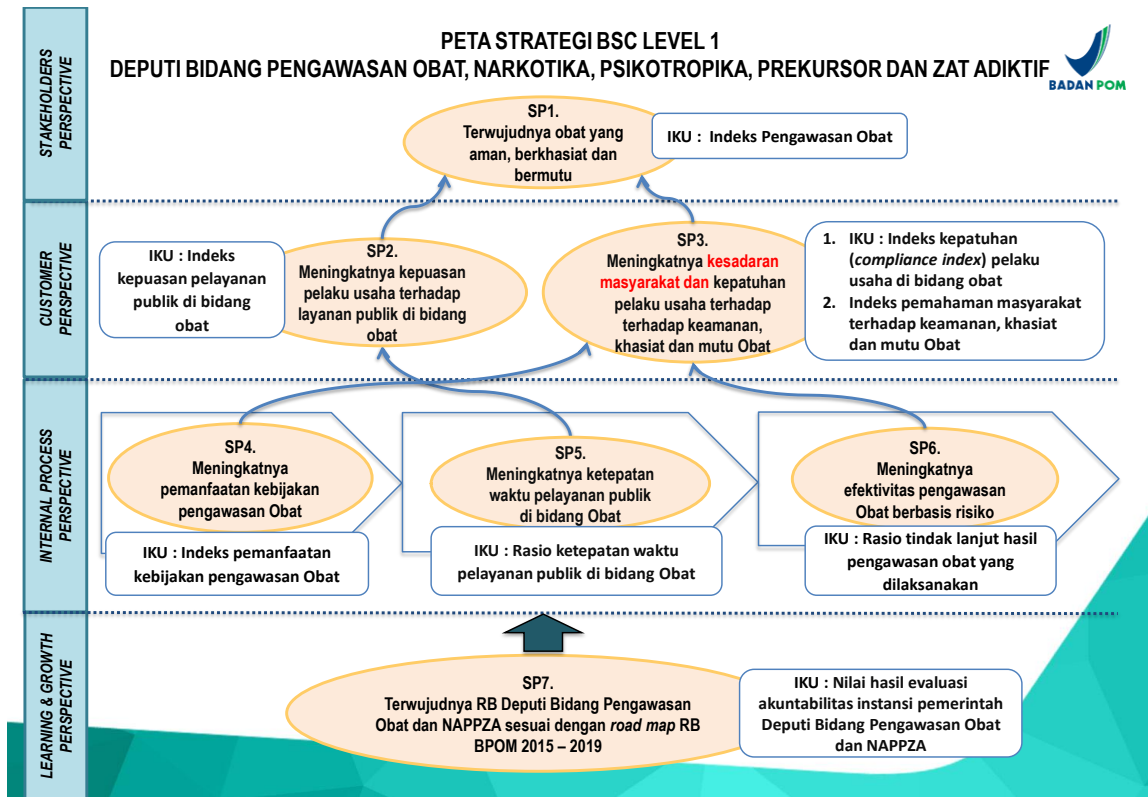 PETA STRATEGI BSC LEVEL 1
DEPUTI BIDANG PENGAWASAN OBAT, NARKOTIKA, PSIKOTROPIKA, PREKURSOR DAN ZAT ADIKTIF
BADAN POM
STAKEHOLDERS
PERSPECTIVE
SP1.
Terwujudnya obat yang
aman, berkhasiat dan
bermutu
IKU : Indeks Pengawasan Obat
CUSTOMER
PERSPECTIVE
IKU : Indeks
kepuasan pelayanan
publik di bidang
obat
SP2.
Meningkatnya kepuasan
pelaku usaha terhadap
layanan publik di bidang
obat
SP3.
Meningkatnya kesadaran
masyarakat dan kepatuhan
pelaku usaha terhadap
terhadap keamanan,
khasiat dan mutu Obat
1. IKU : Indeks kepatuhan
(compliance index) pelaku
usaha di bidang obat
2. Indeks pemahaman masyarakat
terhadap keamanan, khasiat
dan mutu Obat
INTERNAL PROCESS
PERSPECTIVE
SP4.
Meningkatnya
pemanfaatan kebijakan
pengawasan Obat
IKU : Indeks pemanfaatan
kebijakan pengawasan Obat
SP5.
Meningkatnya ketepatan
waktu pelayanan publik
di bidang Obat
IKU : Rasio ketepatan waktu
pelayanan publik di bidang Obat
SP6.
Meningkatnya
efektivitas pengawasan
Obat berbasis risiko
IKU : Rasio tindak lanjut hasil
pengawasan obat yang
dilaksanakan
LEARNING & GROWTH
PERSPECTIVE
SP7.
Terwujudnya RB Deputi Bidang Pengawasan
Obat dan NAPPZA sesuai dengan road map RB
BPOM 2015 – 2019
IKU : Nilai hasil evaluasi
akuntabilitas instansi pemerintah
Deputi Bidang Pengawasan Obat
dan NAPPZA